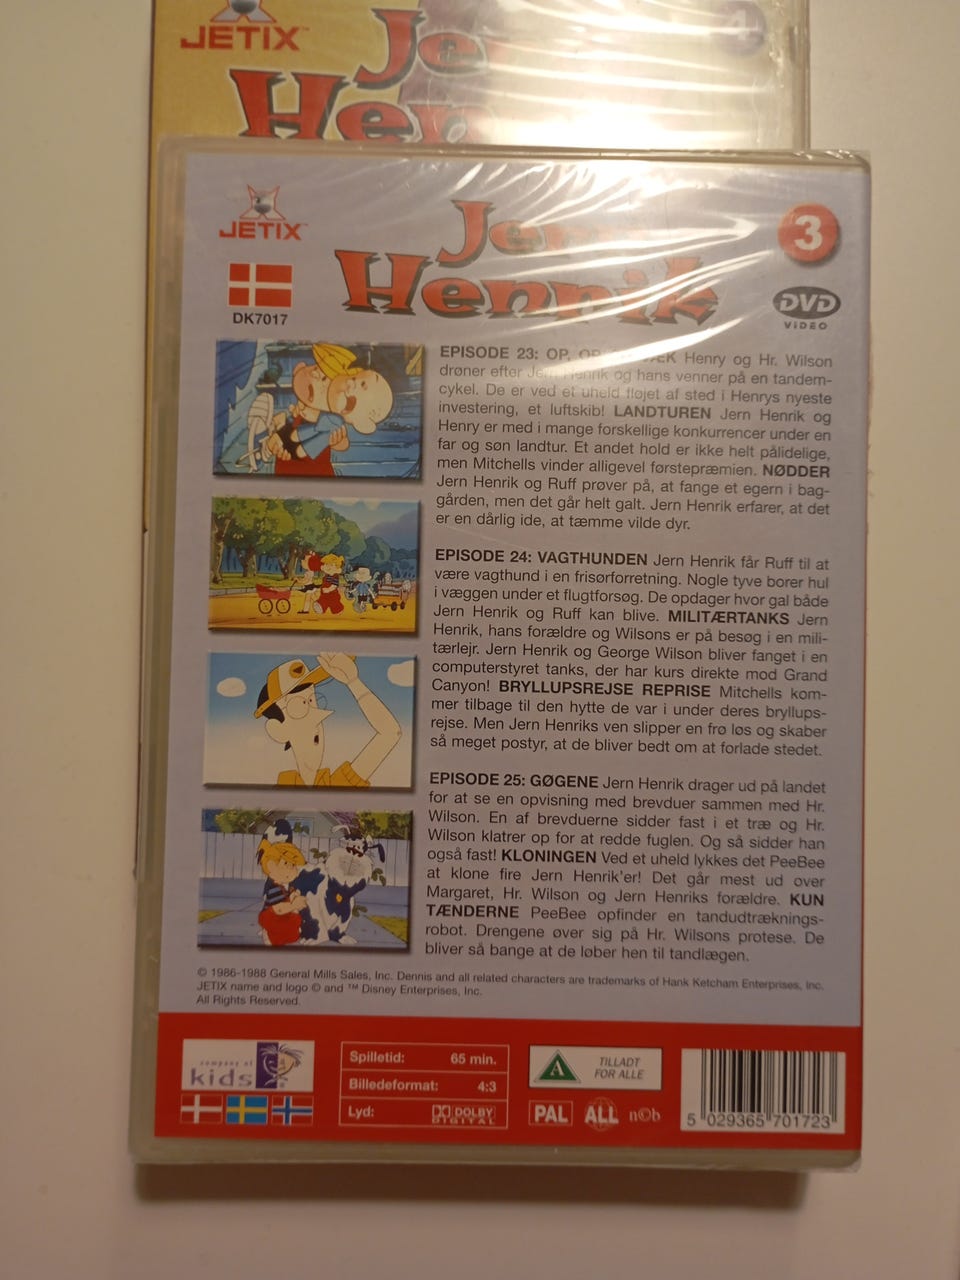 JETIX™
Jern
Hen
4
JETIX™
Jern
Henrik
3
DK7017
DVD
VIDEO
EPISODE 23: OP, OP VÆK Henry og Hr. Wilson
drøner efter Jern Henrik og hans venner på en tandem-
cykel. De er ved et uheld fløjet af sted i Henrys nyeste
investering, et luftskib! LANDTUREN Jern Henrik og
Henry er med i mange forskellige konkurrencer under en
far og søn landtur. Et andet hold er ikke helt pålidelige,
men Mitchells vinder alligevel førstepræmien. NØDDER
Jern Henrik og Ruff prøver på, at fange et egern i bag-
gården, men det går helt galt. Jern Henrik erfarer, at det
er en dårlig ide, at tæmme vilde dyr.
EPISODE 24: VAGTHUNDEN Jern Henrik får Ruff til at
være vagthund i en frisørforretning. Nogle tyve borer hul
i væggen under et flugtforsøg. De opdager hvor gal både
Jern Henrik og Ruff kan blive. MILITÆRTANKS Jern
Henrik, hans forældre og Wilsons er på besøg i en mili-
tærlejr. Jern Henrik og George Wilson bliver fanget i en
computerstyret tanks, der har kurs direkte mod Grand
Canyon! BRYLLUPSREJSE REPRISE Mitchells kom-
mer tilbage til den hytte de var i under deres bryllups-
rejse. Men Jern Henriks ven slipper en frø løs og skaber
så meget postyr, at de bliver bedt om at forlade stedet.
EPISODE 25: GØGENE Jern Henrik drager ud på landet
for at se en opvisning med brevduer sammen med Hr.
Wilson. En af brevduerne sidder fast i et træ og Hr.
Wilson klatrer op for at redde fuglen. Og så sidder han
også fast! KLONINGEN Ved et uheld lykkes det PeeBee
at klone fire Jern Henrik'er! Det går mest ud over
Margaret, Hr. Wilson og Jern Henriks forældre. KUN
TÆNDERNE PeeBee opfinder en tandudtræknings-
robot. Drengene øver sig på Hr. Wilsons protese. De
bliver så bange at de løber hen til tandlægen.
© 1986-1988 General Mills Sales, Inc. Dennis and all related characters are trademarks of Hank Ketcham Enterprises, Inc.
JETIX name and logo © and ™ Disney Enterprises, Inc.
All Rights Reserved.
company of
kids
Spilletid: 65 min.
Billedeformat: 4:3
Lyd: DOLBY
DIGITAL
A
TILLADT
FOR ALLE
PAL
ALL
n©b
5 029365 701723